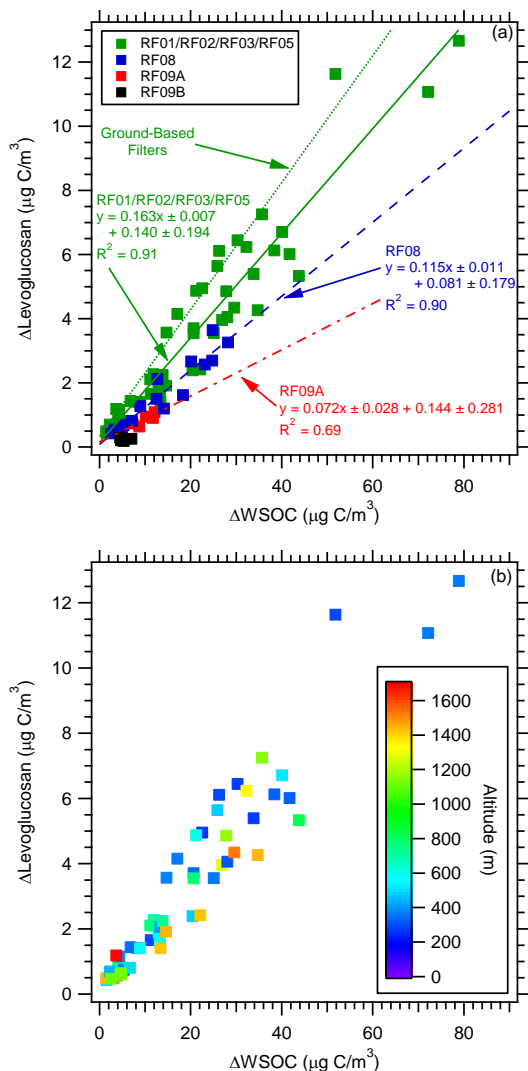 (a)
RF01/RF02/RF03/RF05
RF08
RF09A
RF09B
Ground-Based
Filters
RF01/RF02/RF03/RF05
y = 0.163x ± 0.007
+ 0.140 ± 0.194
R² = 0.91
RF08
y = 0.115x ± 0.011
+ 0.081 ± 0.179
R² = 0.90
RF09A
y = 0.072x ± 0.028 + 0.144 ± 0.281
R² = 0.69
ΔLevoglucosan (μg C/m³)
12
10
8
6
4
2
0
0 20 40 60 80
ΔWSOC (μg C/m³)
(b)
ΔLevoglucosan (μg C/m³)
12
10
8
6
4
2
0
1600
1400
1200
1000
800
600
400
200
0
Altitude (m)
0 20 40 60 80
ΔWSOC (μg C/m³)